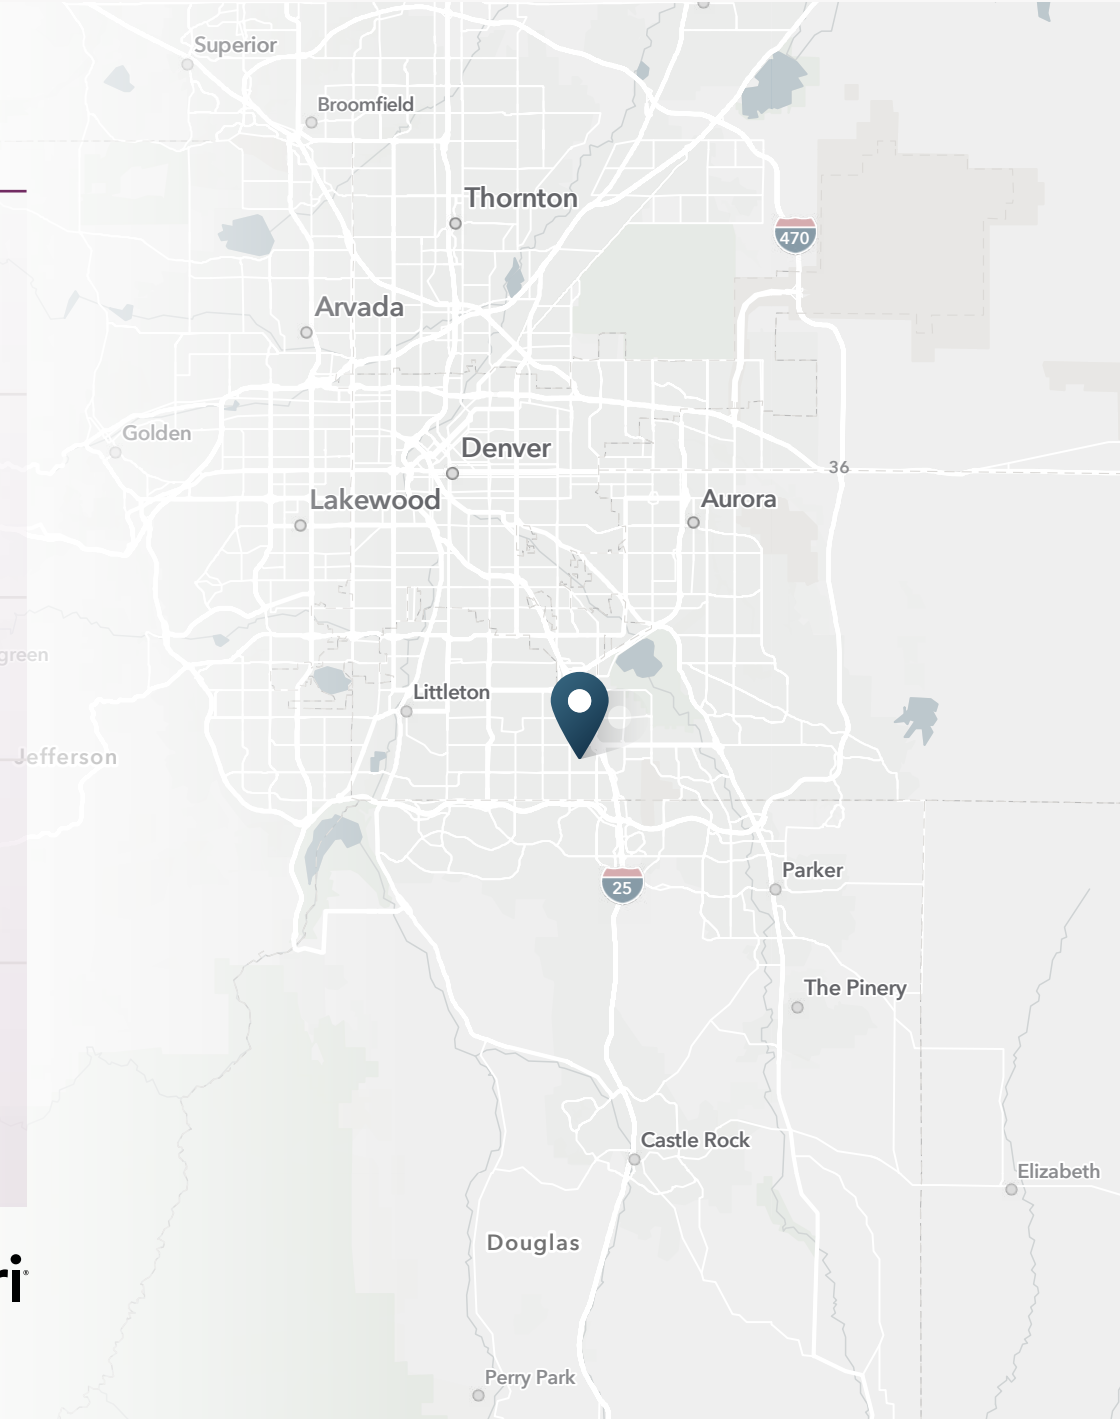 Superior
Broomfield
Thornton
470
Arvada
Golden
Denver
36
Lakewood
Aurora
green
Littleton
Jefferson
Parker
25
The Pinery
Castle Rock
Elizabeth
Douglas
ri
Perry Park